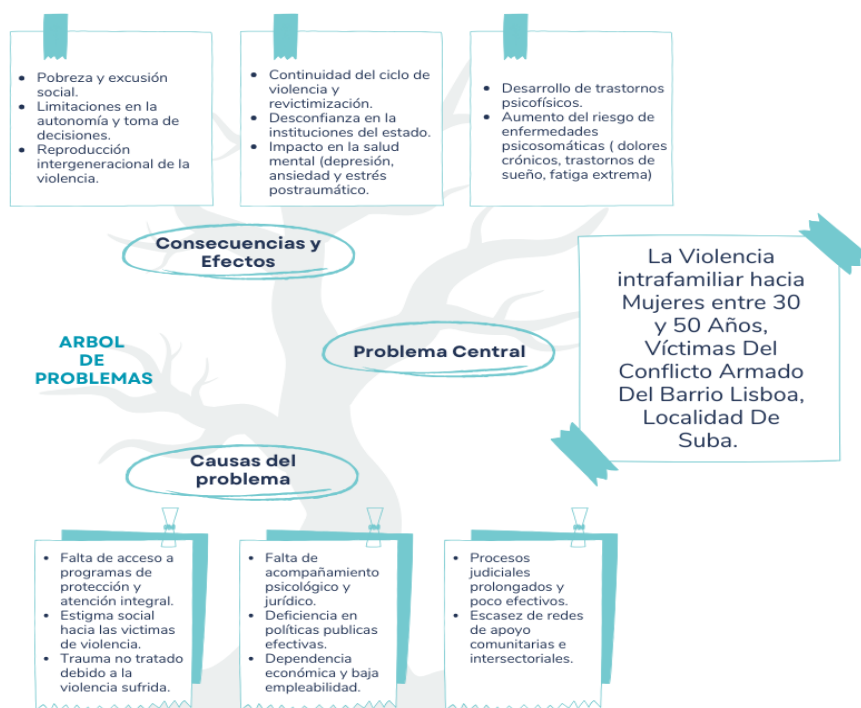 • Pobreza y excusión
social.
• Limitaciones en la
autonomía y toma de
decisiones.
• Reproducción
intergeneracional de la
violencia.
• Continuidad del ciclo de
violencia y
revictimización.
• Desconfianza en la
instituciones del estado.
• Impacto en la salud
mental (depresión,
ansiedad y estrés
postraumático.
• Desarrollo de trastornos
psicofísicos.
• Aumento del riesgo de
enfermedades
psicosomáticas ( dolores
crónicos, trastornos de
sueño, fatiga extrema)
Consecuencias y
Efectos
La Violencia
intrafamiliar hacia
Mujeres entre 30
y 50 Años,
Víctimas Del
Conflicto Armado
Del Barrio Lisboa,
Localidad De
Suba.
ARBOL
DE
PROBLEMAS
Problema Central
Causas del
problema
• Falta de acceso a
programas de
protección y
atención integral.
• Estigma social
hacia las victimas
de violencia.
• Trauma no tratado
debido a la
violencia sufrida.
• Falta de
acompañamiento
psicológico y
jurídico.
• Deficiencia en
políticas publicas
efectivas.
• Dependencia
económica y baja
empleabilidad.
• Procesos
judiciales
prolongados y
poco efectivos.
• Escasez de redes
de apoyo
comunitarias e
intersectoriales.